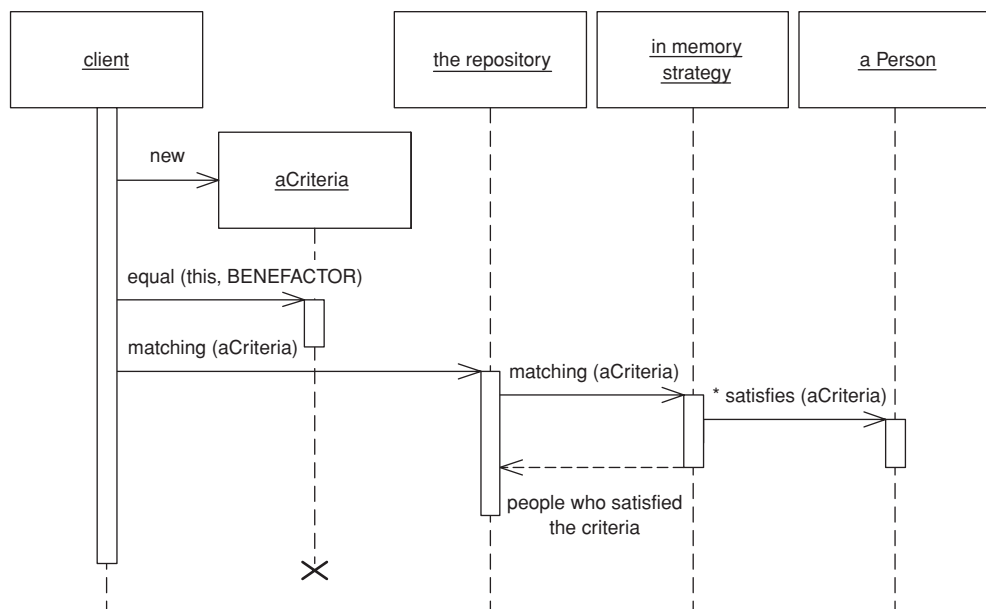 client
the repository
in memory
strategy
a Person
new
aCriteria
equal (this, BENEFACTOR)
matching (aCriteria)
matching (aCriteria)
* satisfies (aCriteria)
people who satisfied
the criteria